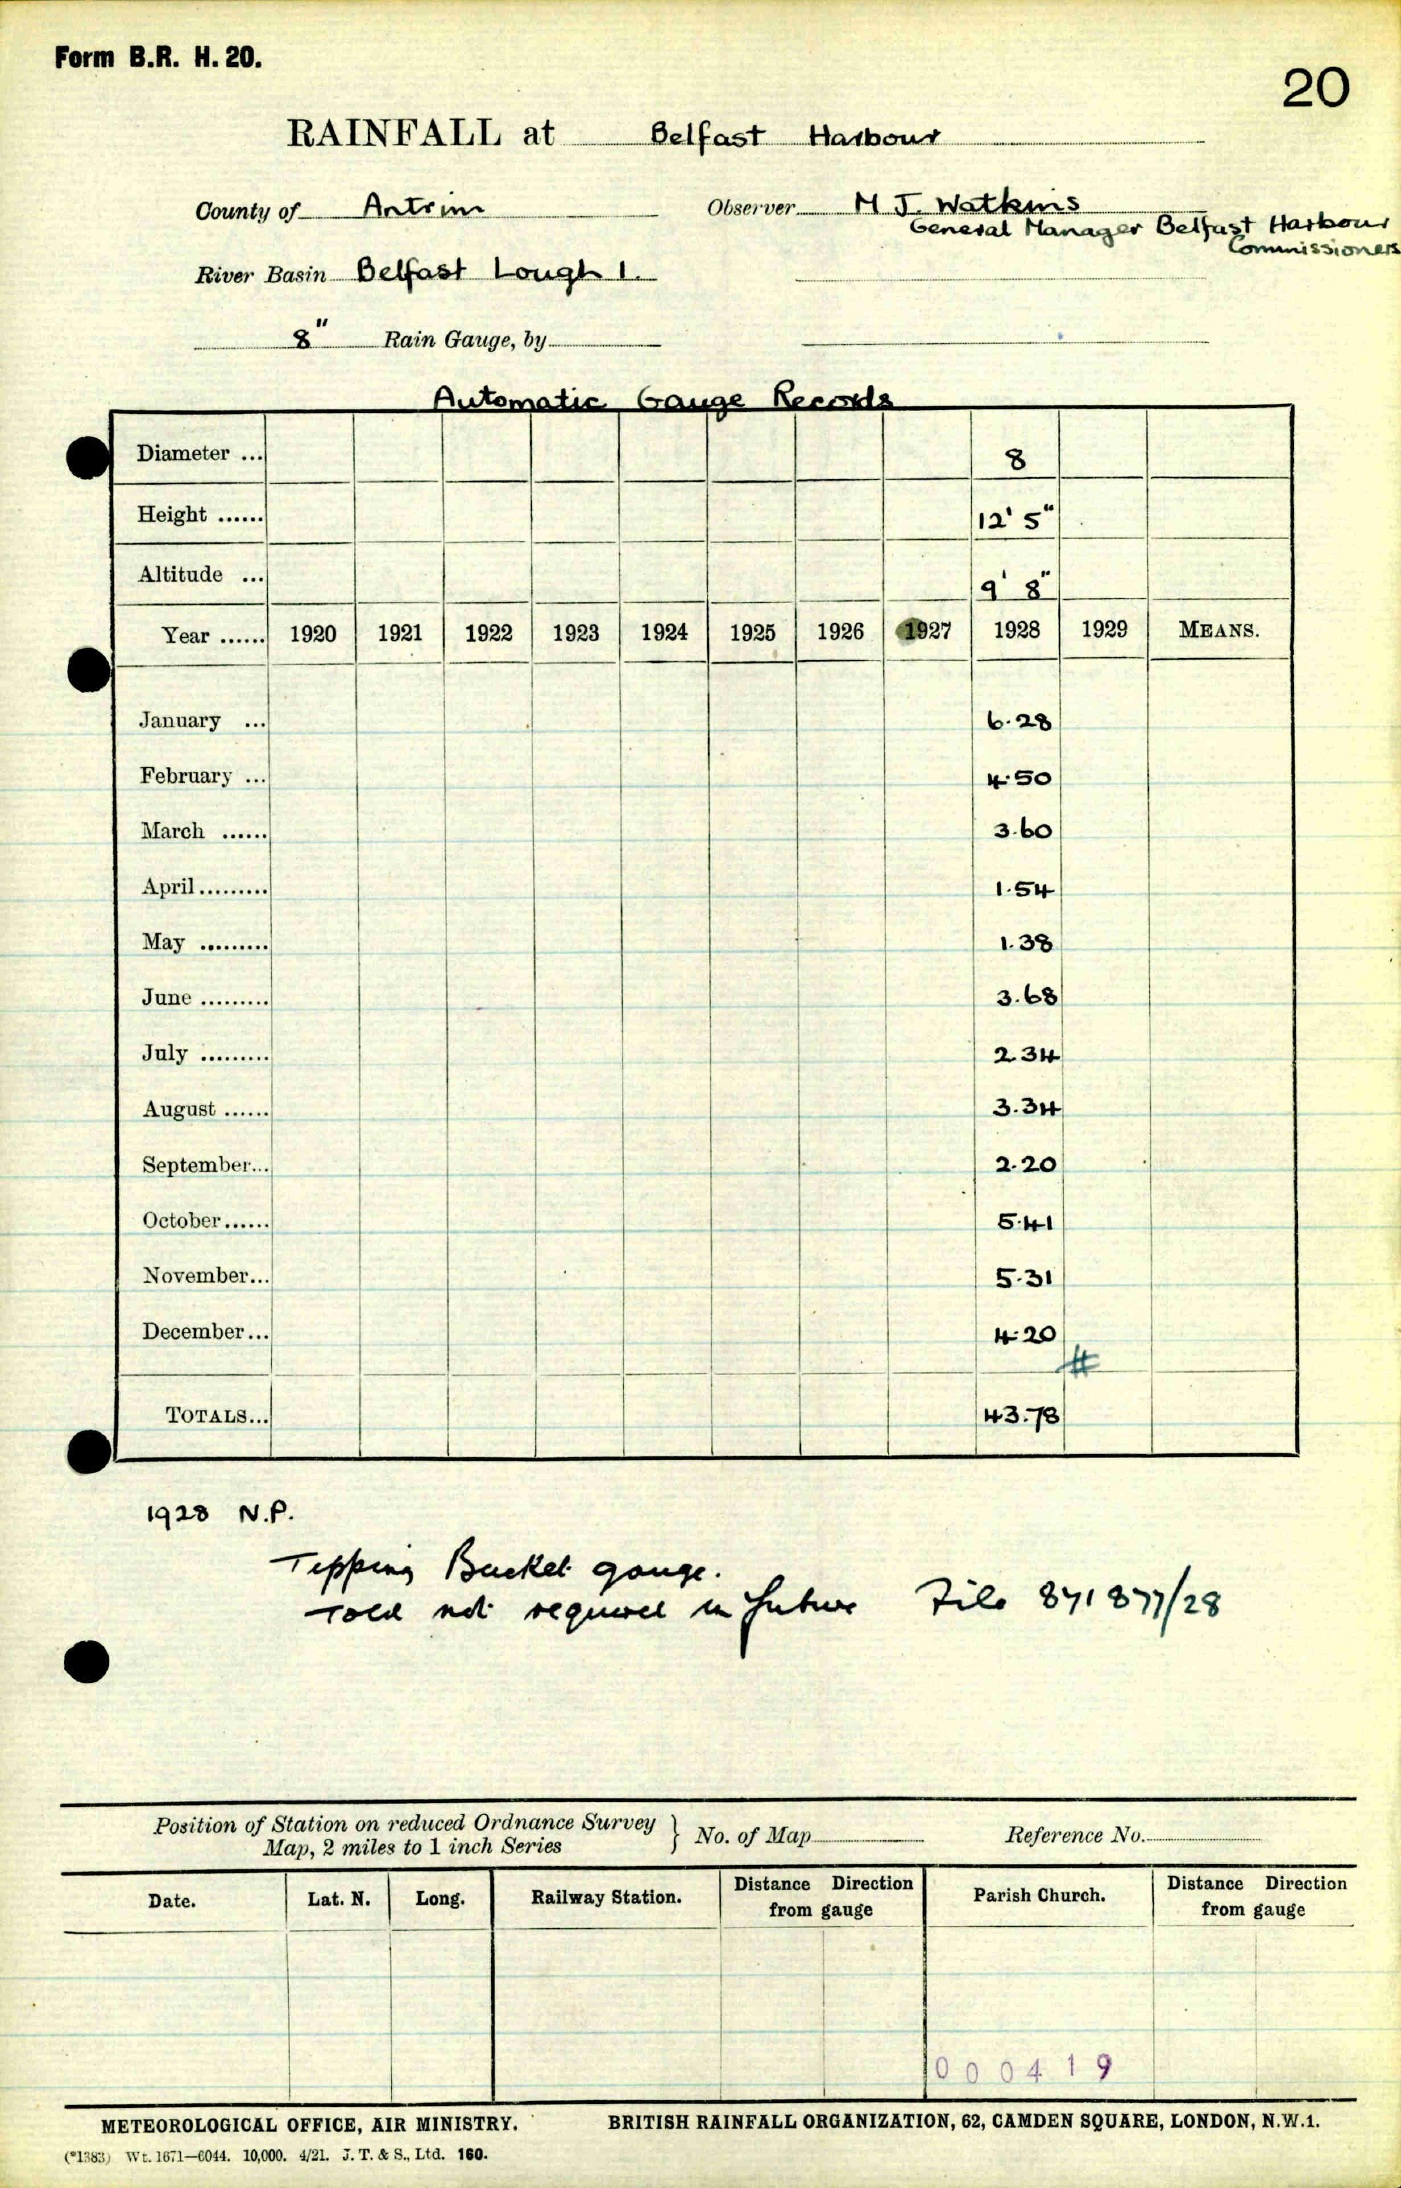 Form B.R. H. 20.
20
RAINFALL at Belfast Harbour
County of Antrim Observer M J. Watkins
General Manager Belfast Harbour
Commissioners
River Basin Belfast Lough 1.
8" Rain Gauge, by
Automatic Gauge Records
Diameter ... 8
Height ...... 12' 5"
Altitude ... 9' 8"
Year ...... 1920 1921 1922 1923 1924 1925 1926 1927 1928 1929 MEANS.
January ... 6.28
February ... 4.50
March ...... 3.60
April ......... 1.54
May ......... 1.38
June ......... 3.68
July ......... 2.34
August ...... 3.34
September... 2.20
October...... 5.41
November... 5.31
December... 4.20
#
TOTALS... 43.78
1928 N.P.
Tipping Bucket gauge.
Told not required in future File 871877/28
Position of Station on reduced Ordnance Survey } No. of Map Reference No.
Map, 2 miles to 1 inch Series
Date. Lat. N. Long. Railway Station. Distance Direction from gauge Parish Church. Distance Direction from gauge
000419
METEOROLOGICAL OFFICE, AIR MINISTRY. BRITISH RAINFALL ORGANIZATION, 62, CAMDEN SQUARE, LONDON, N.W.1.
(*1383) Wt. 1671—6044. 10,000. 4/21. J. T. & S., Ltd. 160.